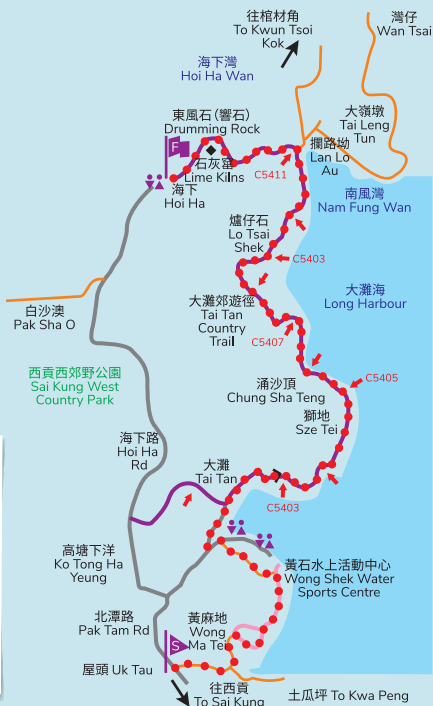 往棺材角
To Kwun Tsoi
Kok
灣仔
Wan Tsai
海下灣
Hoi Ha Wan
東風石(響石)
Drumming Rock
大嶺墩
Tai Leng
Tun
攔路坳
Lan Lo
Au
F
石灰窰
Lime Kilns
海下
Hoi Ha
C5411
南風灣
Nam Fung Wan
爐仔石
Lo Tsai
Shek
C5403
大灘海
Long Harbour
白沙澳
Pak Sha O
大灘郊遊徑
Tai Tan
Country
Trail
C5407
西貢西郊野公園
Sai Kung West
Country Park
涌沙頂
Chung Sha Teng
C5405
獅地
Sze Tei
海下路
Hoi Ha
Rd
大灘
Tai Tan
C5403
高塘下洋
Ko Tong Ha
Yeung
黃石水上活動中心
Wong Shek Water
Sports Centre
北潭路
Pak Tam Rd
黃麻地
Wong
Ma Tei
S
屋頭 Uk Tau
往西貢
To Sai Kung
土瓜坪 To Kwa Peng